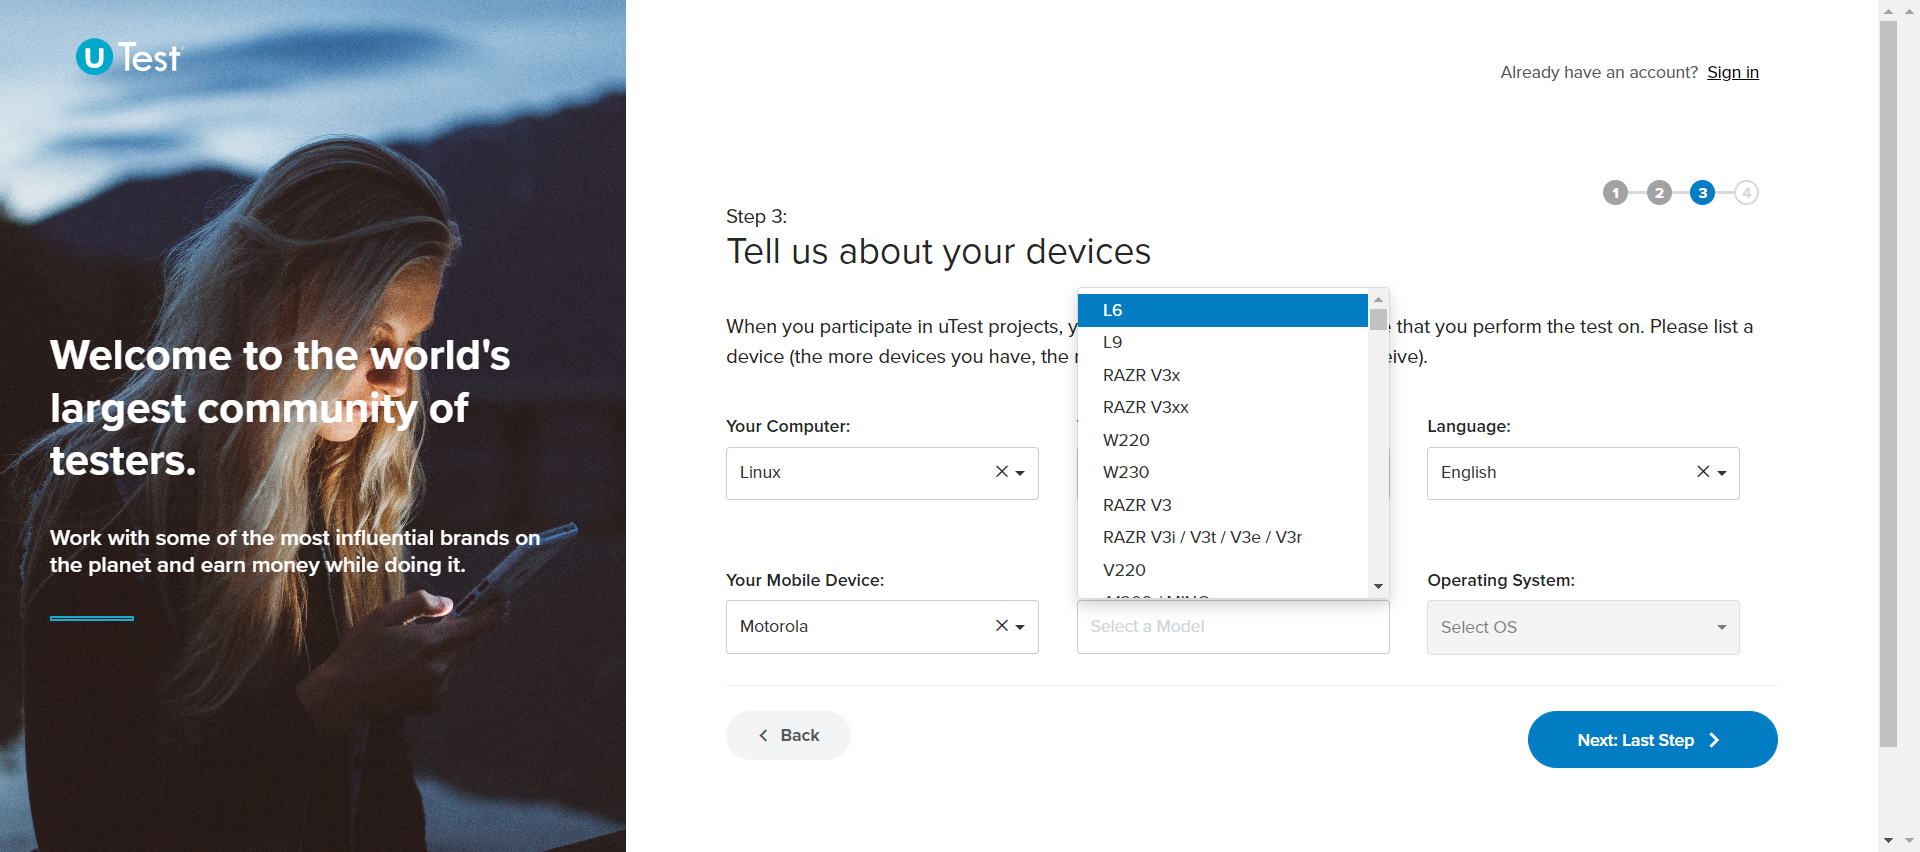 U Test
Already have an account? Sign in
1 2 3 4
Step 3:
Tell us about your devices
When you participate in uTest projects, y that you perform the test on. Please list a
device (the more devices you have, the eive).
Welcome to the world's
largest community of
testers.
Work with some of the most influential brands on
the planet and earn money while doing it.
Your Computer:
Linux
Language:
English
L6
L9
RAZR V3x
RAZR V3xx
W220
W230
RAZR V3
RAZR V3i / V3t / V3e / V3r
V220
Your Mobile Device:
Motorola
Select a Model
Operating System:
Select OS
Back
Next: Last Step